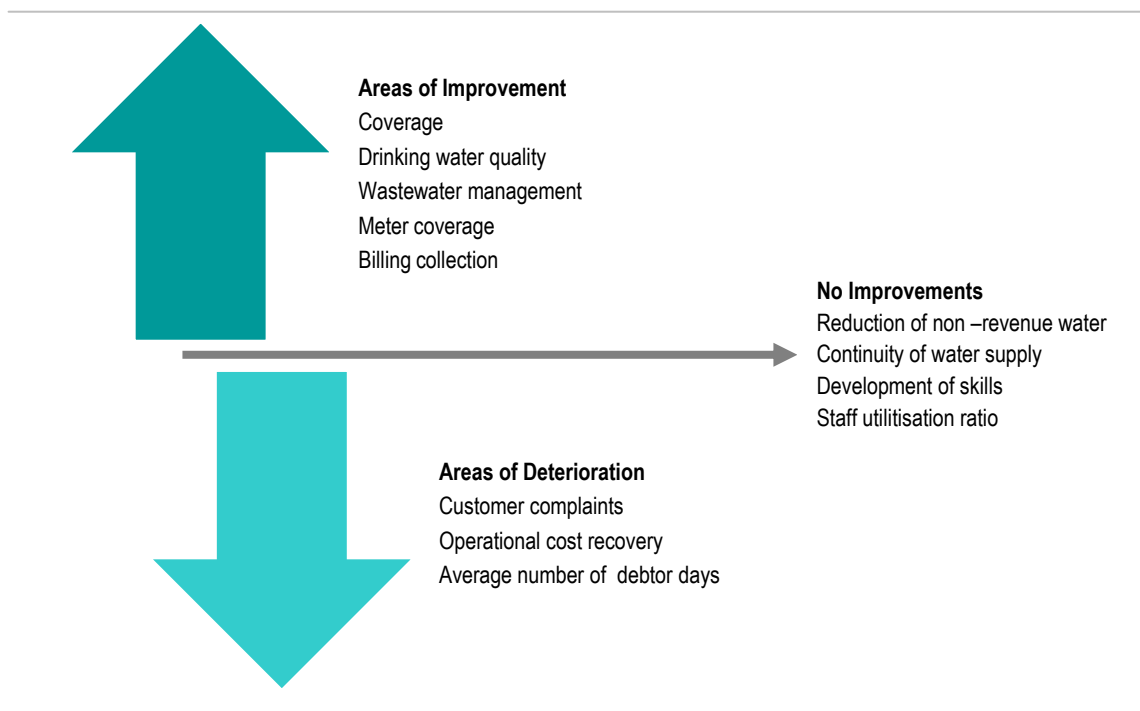 Areas of Improvement
Coverage
Drinking water quality
Wastewater management
Meter coverage
Billing collection
No Improvements
Reduction of non –revenue water
Continuity of water supply
Development of skills
Staff utilitisation ratio
Areas of Deterioration
Customer complaints
Operational cost recovery
Average number of  debtor days